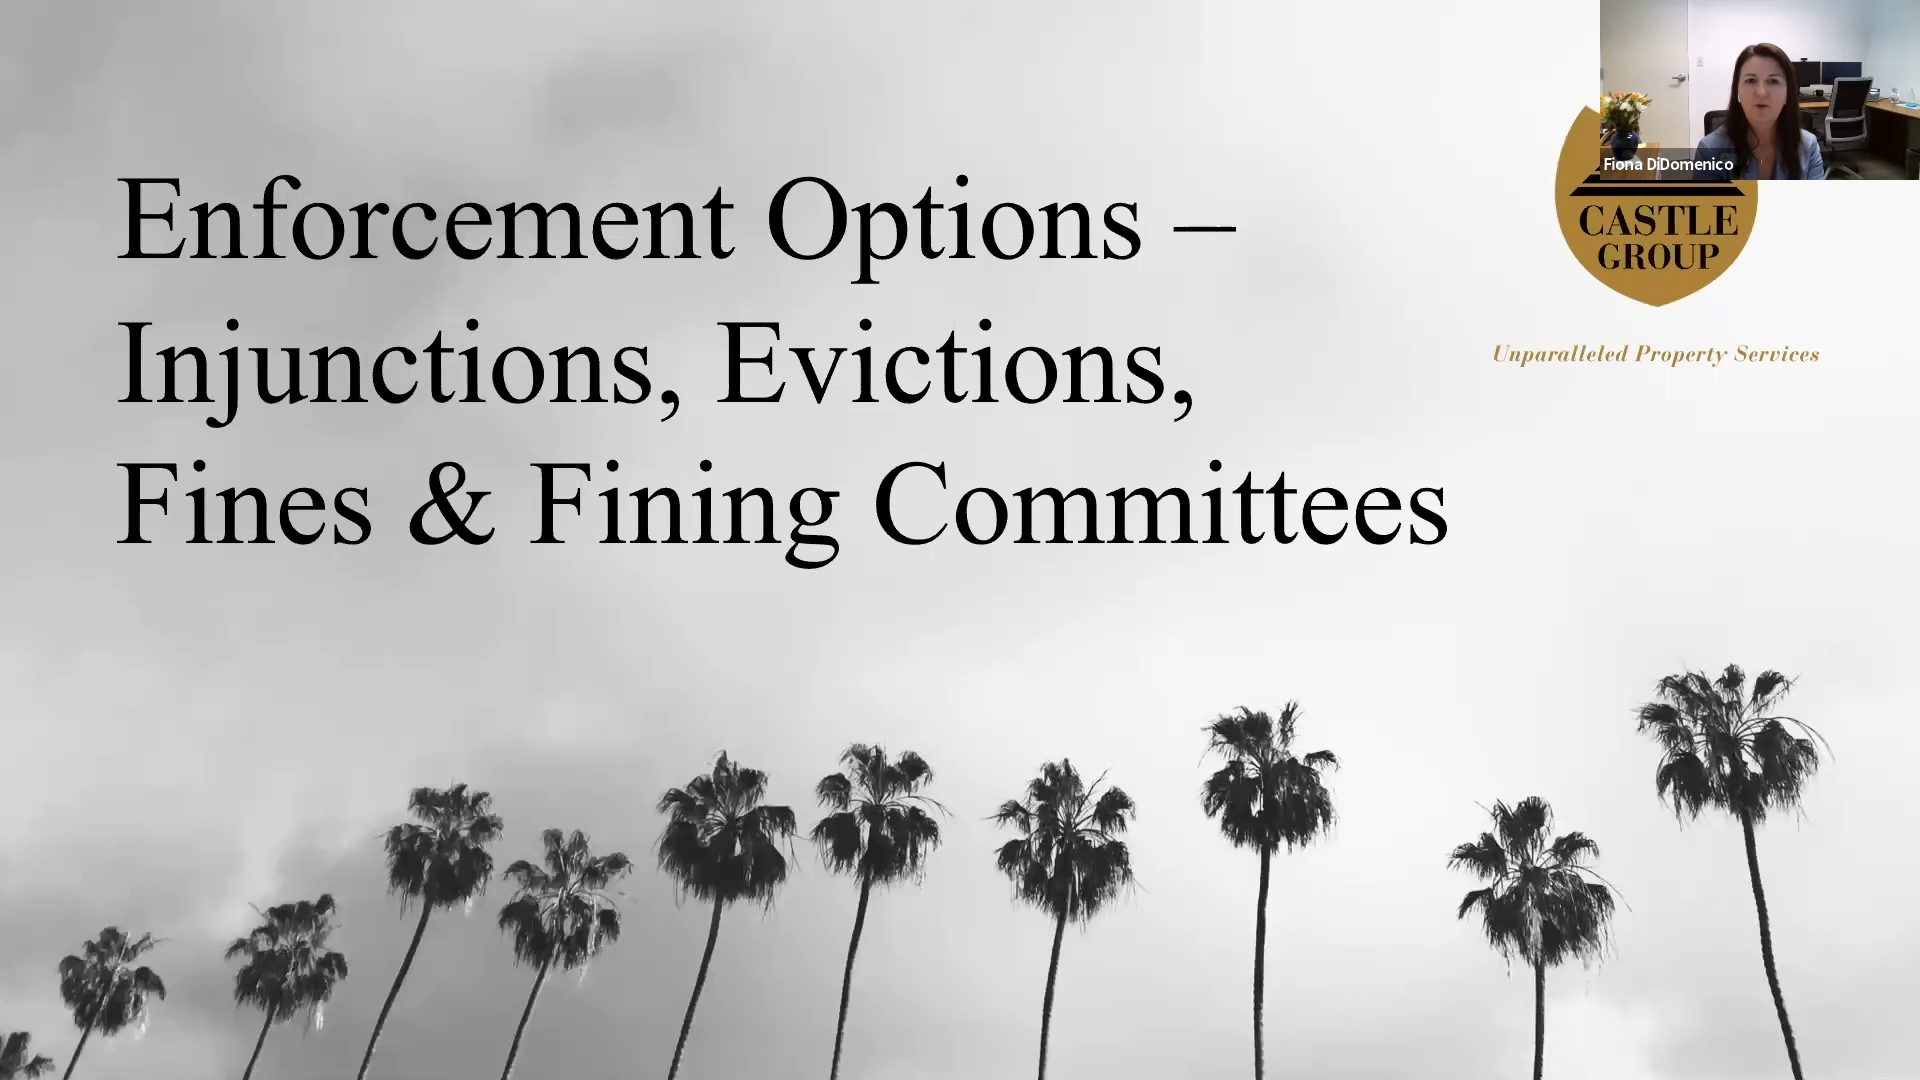 Enforcement Options –
Injunctions, Evictions,
Fines & Fining Committees
Fiona DiDomenico
CASTLE
GROUP
Unparalleled Property Services